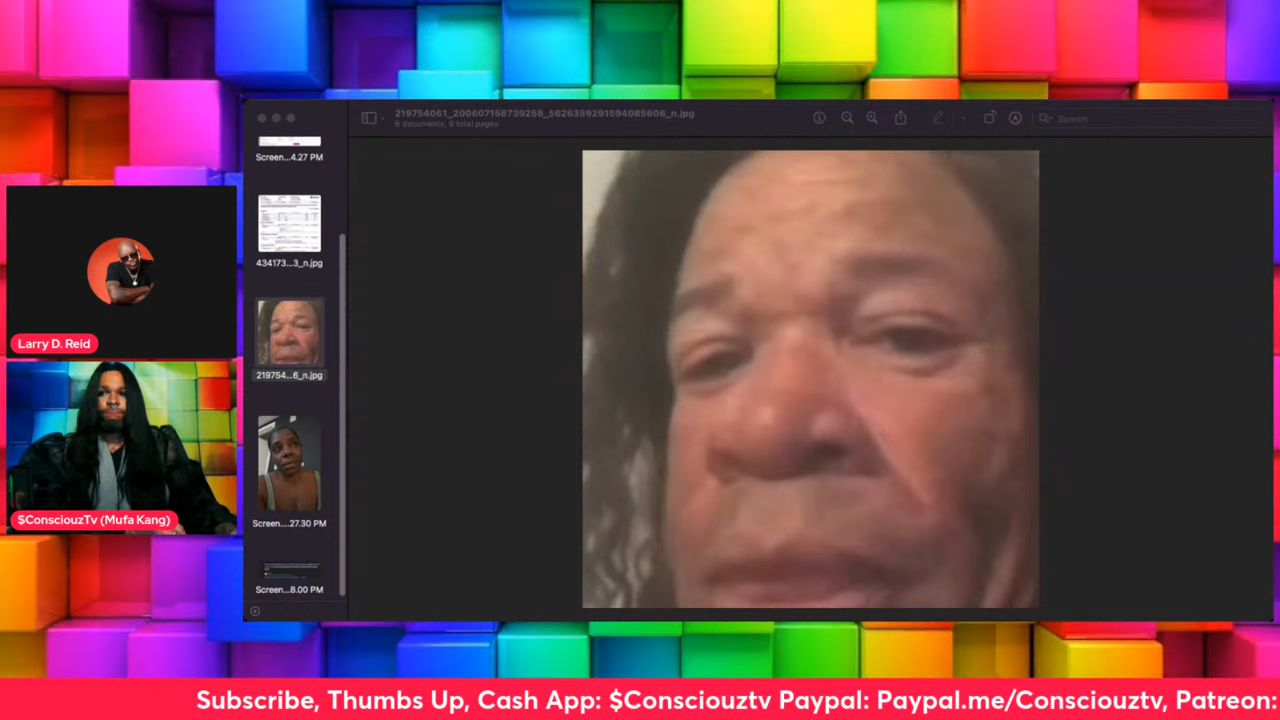 219754061_200607158739258_5626359291594085606_n.jpg
6 documents, 6 total pages
Search
Screen...4.27 PM
434173...3_n.jpg
219754...6_n.jpg
Screen....27.30 PM
Screen...8.00 PM
Larry D. Reid
$ConsciouzTv (Mufa Kang)
Subscribe, Thumbs Up, Cash App: $Consciouztv Paypal: Paypal.me/Consciouztv, Patreon: